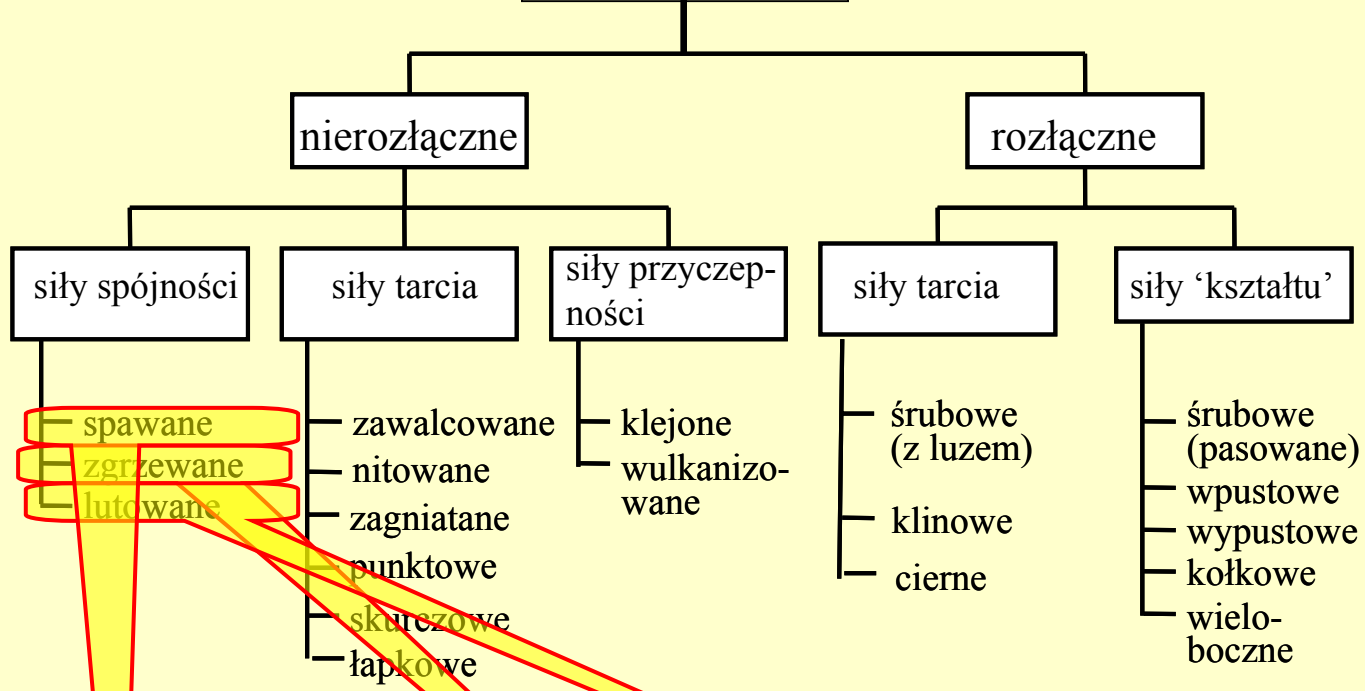 nierozłączne
rozłączne
siły spójności
siły tarcia
siły przyczep-
ności
siły tarcia
siły ‘kształtu’
spawane
zgrzewane
lutowane
zawalcowane
nitowane
zagniatane
punktowe
skurczowe
łapkowe
klejone
wulkanizo-
wane
śrubowe
(z luzem)
klinowe
cierne
śrubowe
(pasowane)
wpustowe
wypustowe
kołkowe
wielo-
boczne